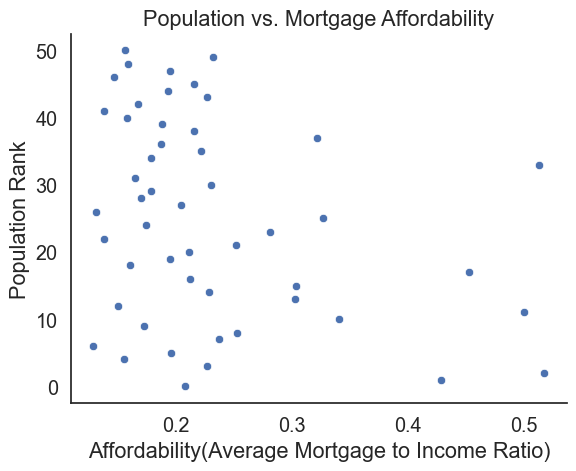 Population vs. Mortgage Affordability
50
40
30
20
10
0
Population Rank
0.2 0.3 0.4 0.5
Affordability(Average Mortgage to Income Ratio)